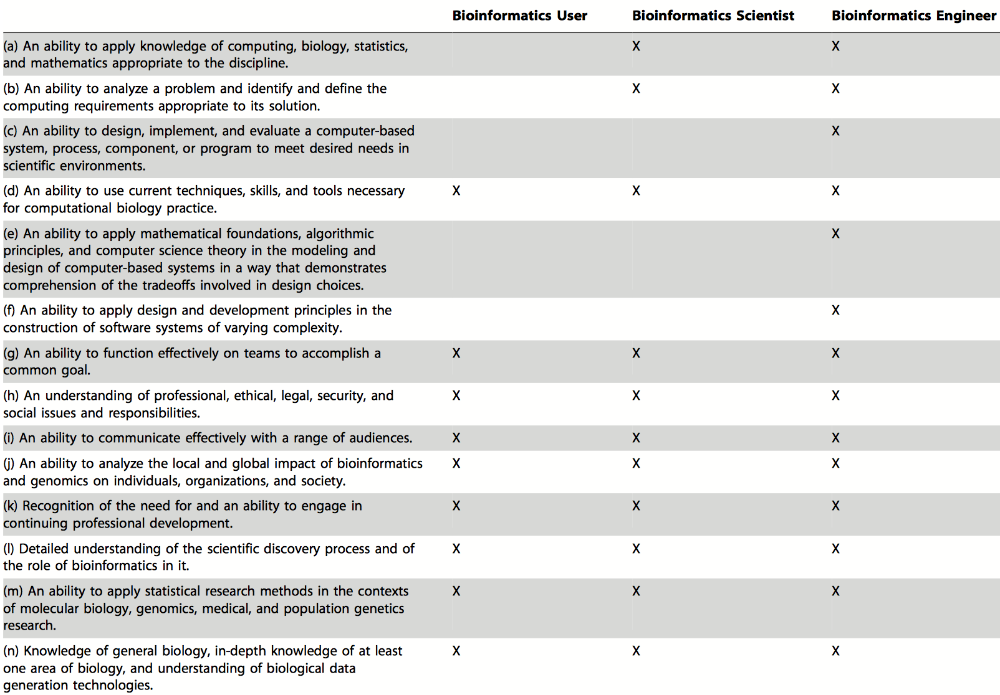 Bioinformatics User Bioinformatics Scientist Bioinformatics Engineer
(a) An ability to apply knowledge of computing, biology, statistics, X X
and mathematics appropriate to the discipline.
(b) An ability to analyze a problem and identify and define the X X
computing requirements appropriate to its solution.
(c) An ability to design, implement, and evaluate a computer-based X
system, process, component, or program to meet desired needs in
scientific environments.
(d) An ability to use current techniques, skills, and tools necessary X X X
for computational biology practice.
(e) An ability to apply mathematical foundations, algorithmic X
principles, and computer science theory in the modeling and
design of computer-based systems in a way that demonstrates
comprehension of the tradeoffs involved in design choices.
(f) An ability to apply design and development principles in the X
construction of software systems of varying complexity.
(g) An ability to function effectively on teams to accomplish a X X X
common goal.
(h) An understanding of professional, ethical, legal, security, and X X X
social issues and responsibilities.
(i) An ability to communicate effectively with a range of audiences. X X X
(j) An ability to analyze the local and global impact of bioinformatics X X X
and genomics on individuals, organizations, and society.
(k) Recognition of the need for and an ability to engage in X X X
continuing professional development.
(l) Detailed understanding of the scientific discovery process and of X X X
the role of bioinformatics in it.
(m) An ability to apply statistical research methods in the contexts X X X
of molecular biology, genomics, medical, and population genetics
research.
(n) Knowledge of general biology, in-depth knowledge of at least X X X
one area of biology, and understanding of biological data
generation technologies.